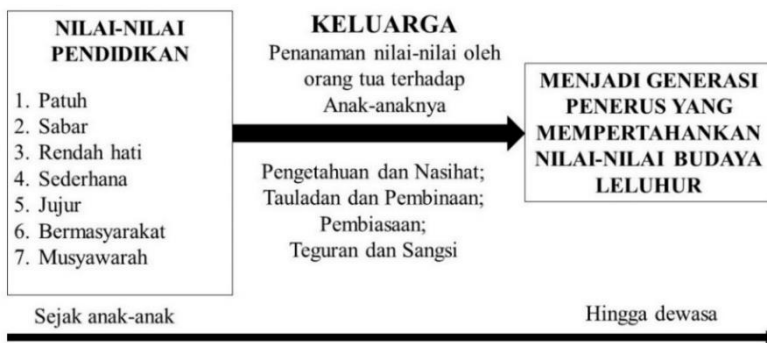 NILAI-NILAI
PENDIDIKAN
1. Patuh
2. Sabar
3. Rendah hati
4. Sederhana
5. Jujur
6. Bermasyarakat
7. Musyawarah
KELUARGA
Penanaman nilai-nilai oleh
orang tua terhadap
Anak-anaknya
Pengetahuan dan Nasihat;
Tauladan dan Pembinaan;
Pembiasaan;
Teguran dan Sangsi
MENJADI GENERASI
PENERUS YANG
MEMPERTAHANKAN
NILAI-NILAI BUDAYA
LELUHUR
Sejak anak-anak
Hingga dewasa